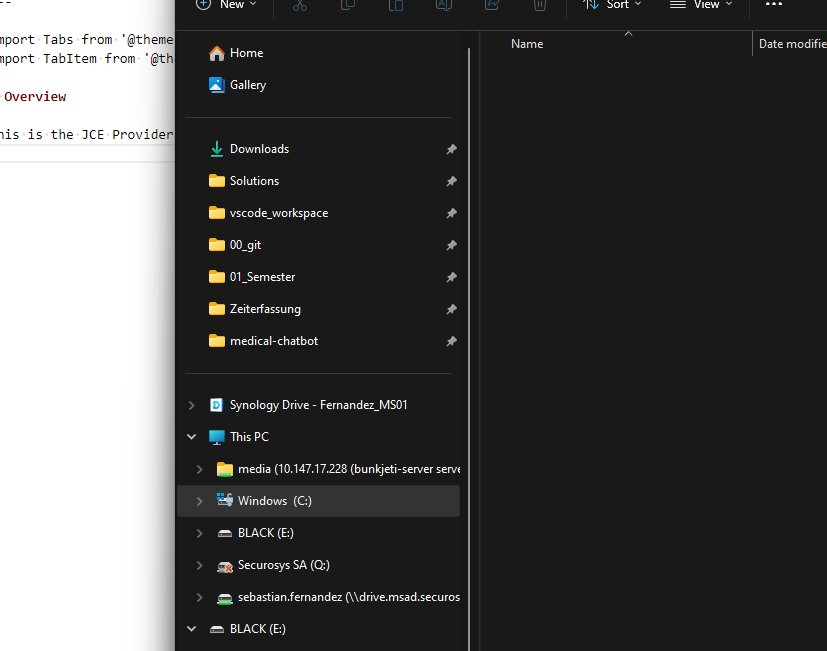 New
Sort
View
--
mport Tabs from '@theme
mport TabItem from '@the
Overview
his is the JCE Provider
Home
Gallery
Downloads
Solutions
vscode_workspace
00_git
01_Semester
Zeiterfassung
medical-chatbot
Synology Drive - Fernandez_MS01
This PC
media (10.147.17.228 (bunkjeti-server serve
Windows (C:)
BLACK (E:)
Securosys SA (Q:)
sebastian.fernandez (\\drive.msad.securos
BLACK (E:)
Name
Date modifie